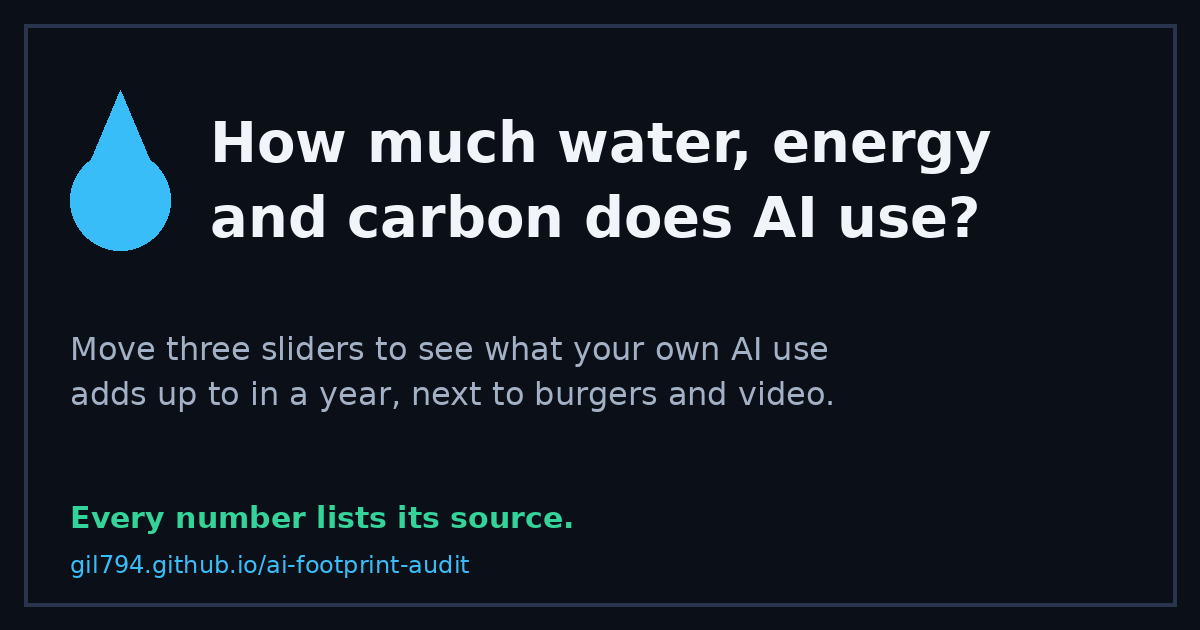 How much water, energy
and carbon does AI use?
Move three sliders to see what your own AI use
adds up to in a year, next to burgers and video.
Every number lists its source.
gil794.github.io/ai-footprint-audit